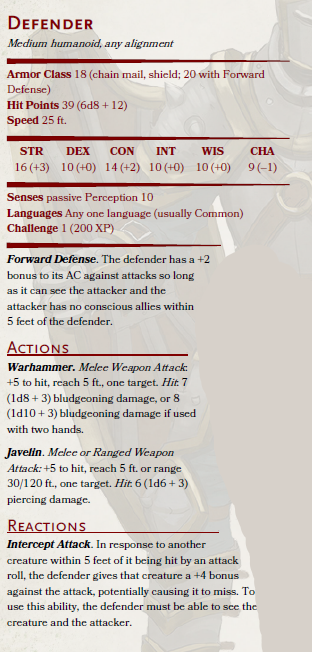 DEFENDER
Medium humanoid, any alignment
Armor Class 18 (chain mail, shield; 20 with Forward
Defense)
Hit Points 39 (6d8 + 12)
Speed 25 ft.
STR DEX CON INT WIS CHA
16 (+3) 10 (+0) 14 (+2) 10 (+0) 10 (+0) 9 (–1)
Senses passive Perception 10
Languages Any one language (usually Common)
Challenge 1 (200 XP)
Forward Defense. The defender has a +2
bonus to its AC against attacks so long
as it can see the attacker and the
attacker has no conscious allies within
5 feet of the defender.
ACTIONS
Warhammer. Melee Weapon Attack:
+5 to hit, reach 5 ft., one target. Hit: 7
(1d8 + 3) bludgeoning damage, or 8
(1d10 + 3) bludgeoning damage if used
with two hands.
Javelin. Melee or Ranged Weapon
Attack: +5 to hit, reach 5 ft. or range
30/120 ft., one target. Hit: 6 (1d6 + 3)
piercing damage.
REACTIONS
Intercept Attack. In response to another
creature within 5 feet of it being hit by an attack
roll, the defender gives that creature a +4 bonus
against the attack, potentially causing it to miss. To
use this ability, the defender must be able to see the
creature and the attacker.